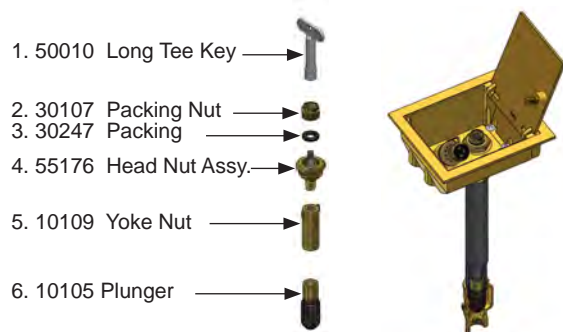 1. 50010 Long Tee Key
2. 30107 Packing Nut
3. 30247 Packing
4. 55176 Head Nut Assy.
5. 10109 Yoke Nut
6. 10105 Plunger